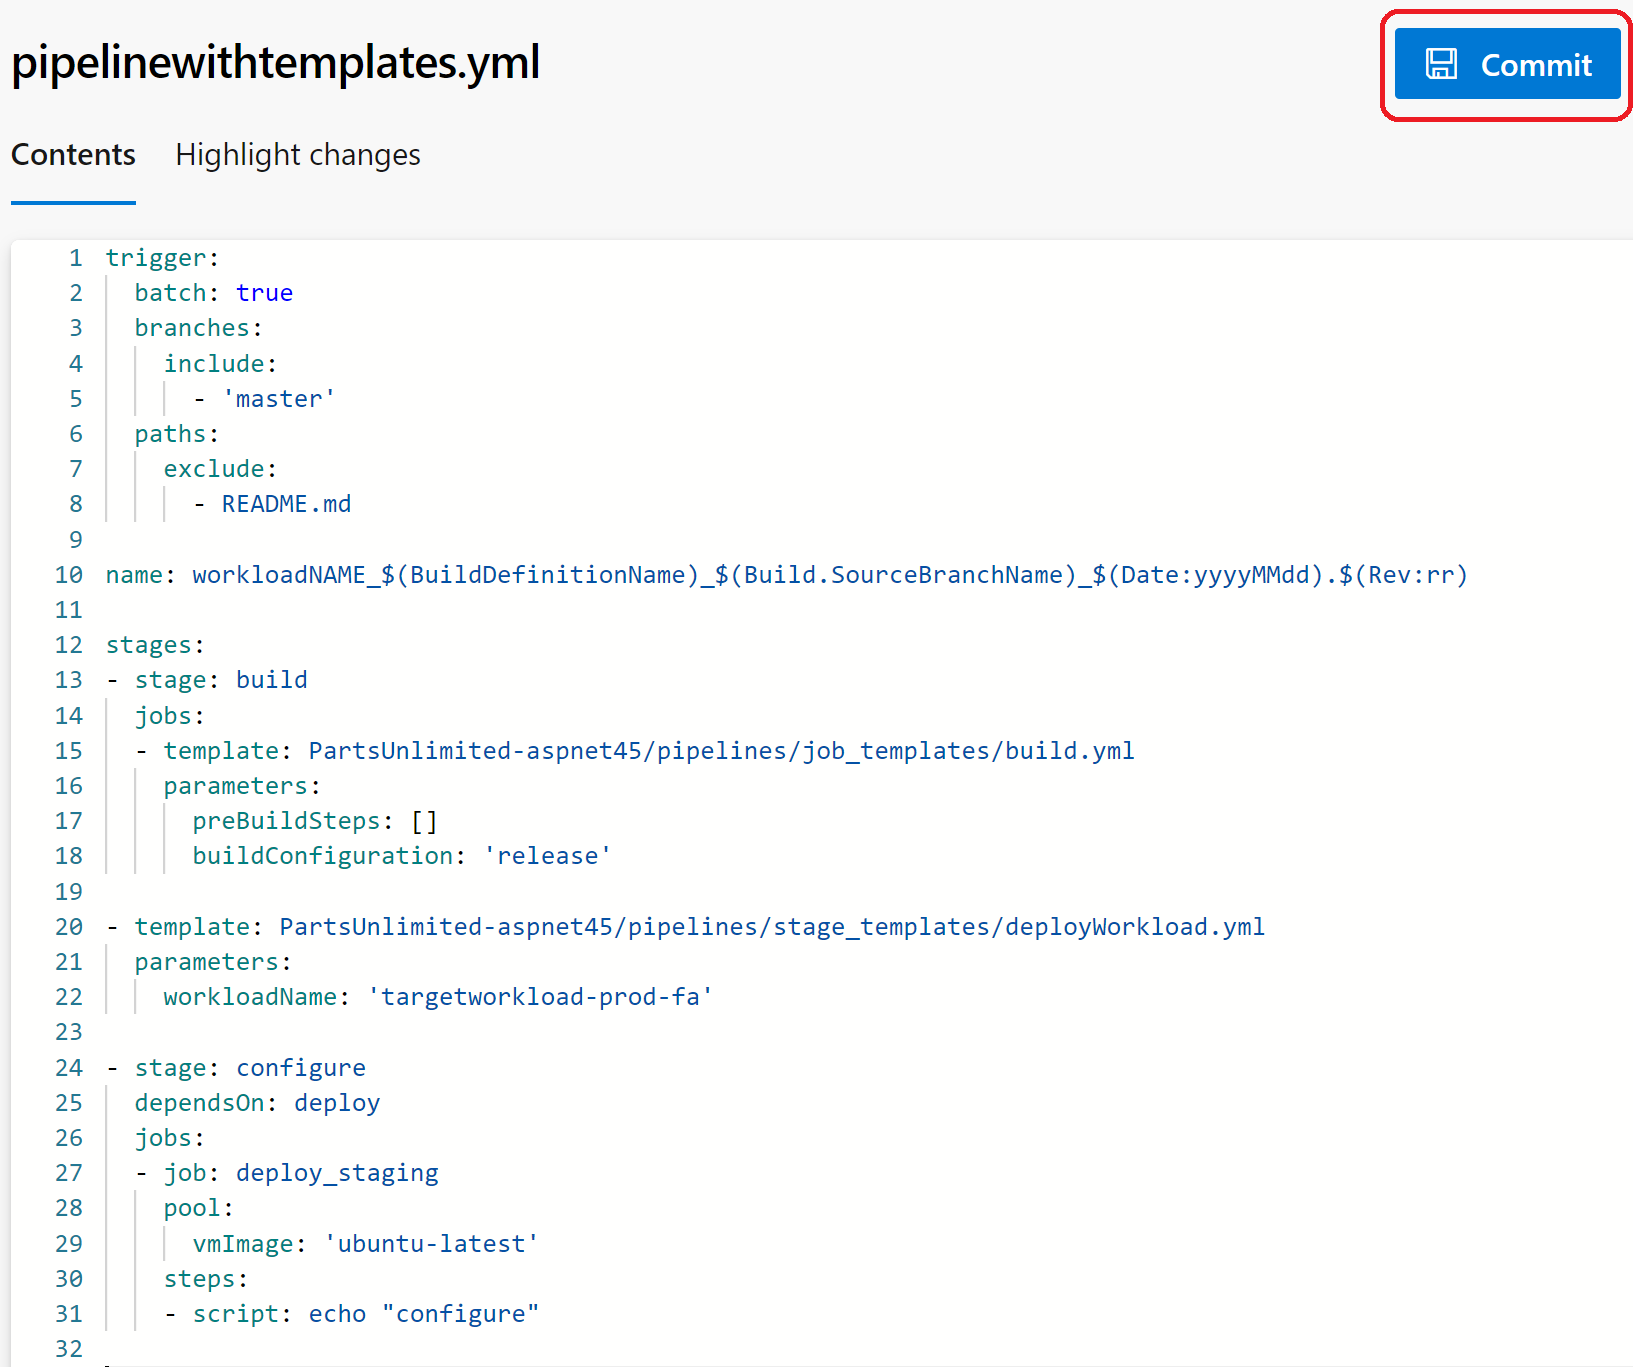 pipelinewithtemplates.yml
Commit
Contents
Highlight changes
1 trigger:
2   batch: true
3   branches:
4     include:
5       - 'master'
6   paths:
7     exclude:
8       - README.md
9
10 name: workloadNAME_$(BuildDefinitionName)_$(Build.SourceBranchName)_$(Date:yyyyMMdd).$(Rev:rr)
11
12 stages:
13 - stage: build
14   jobs:
15   - template: PartsUnlimited-aspnet45/pipelines/job_templates/build.yml
16     parameters:
17       preBuildSteps: []
18       buildConfiguration: 'release'
19
20 - template: PartsUnlimited-aspnet45/pipelines/stage_templates/deployWorkload.yml
21   parameters:
22     workloadName: 'targetworkload-prod-fa'
23
24 - stage: configure
25   dependsOn: deploy
26   jobs:
27   - job: deploy_staging
28     pool:
29       vmImage: 'ubuntu-latest'
30     steps:
31     - script: echo "configure"
32